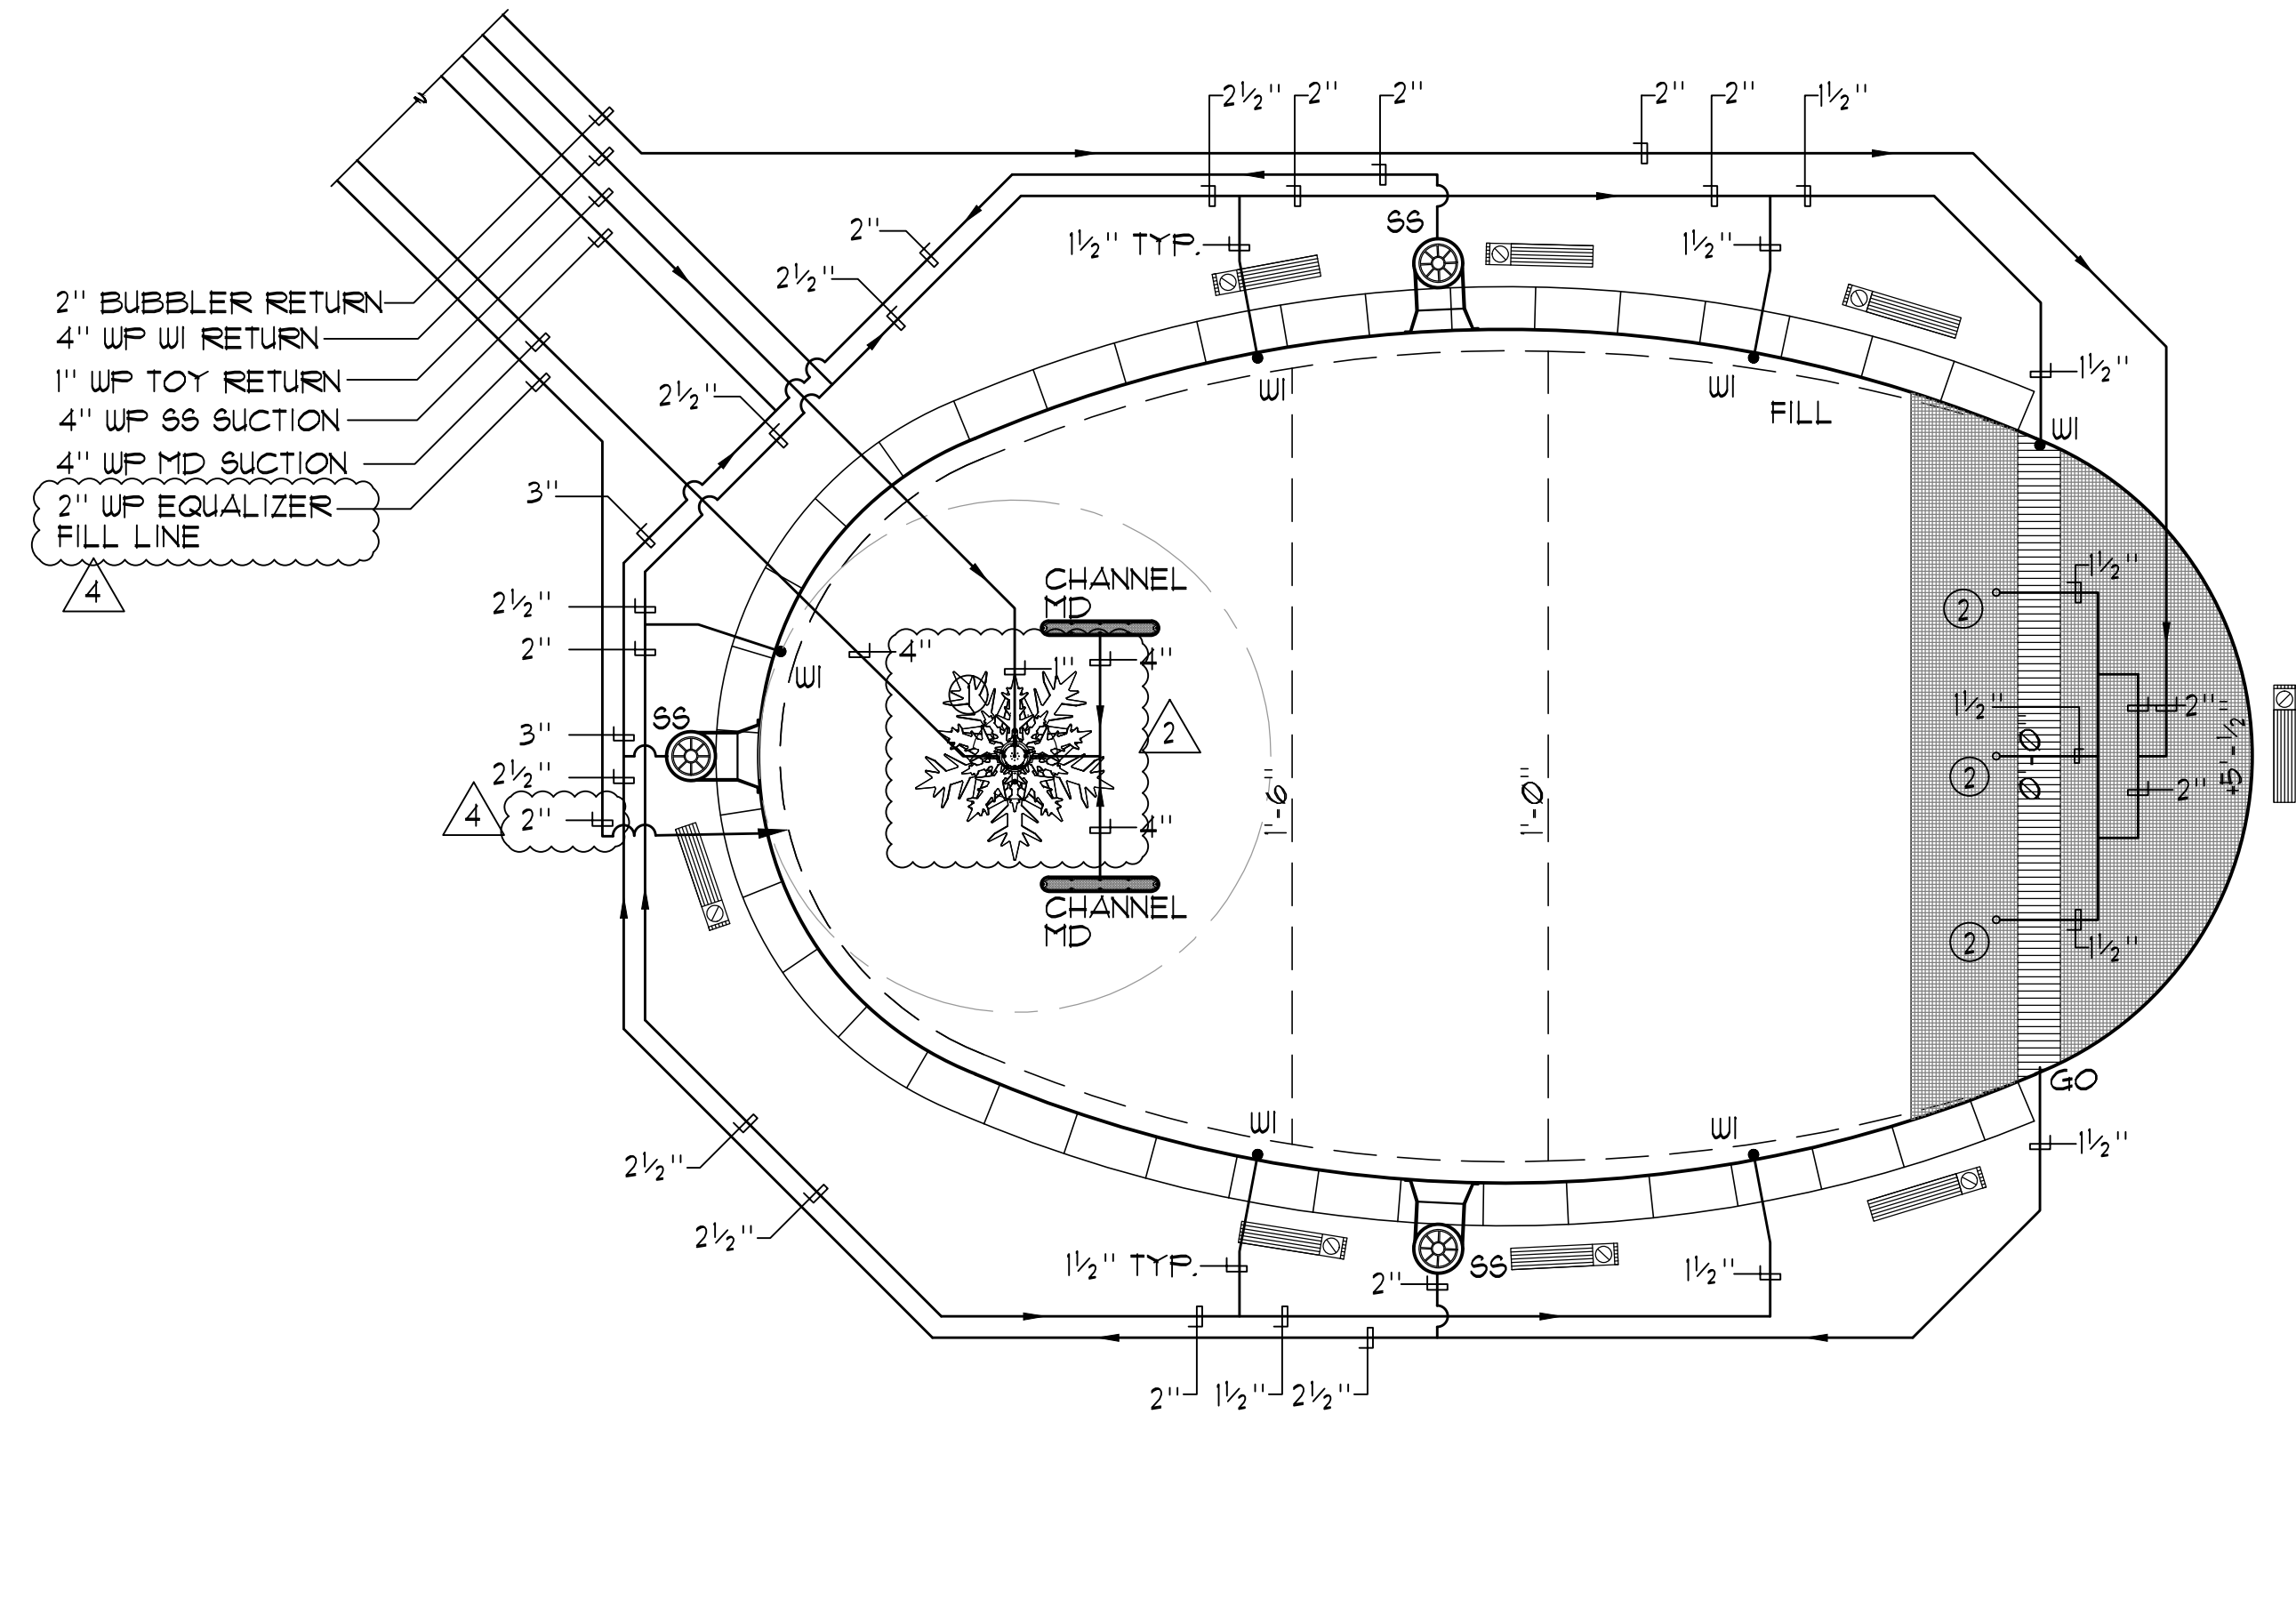 2½" 2" 2" 2" 2" 1½"
2"
1½" TYP.
SS
1½"
2½"
2" BUBBLER RETURN
4" WP WI RETURN
1" WP TOY RETURN
4" WP SS SUCTION
4" WP MD SUCTION
2" WP EQUALIZER
FILL LINE
4
2½"
WI
WI
FILL
1½"
WI
3"
CHANNEL
MD
1½"
2
2½"
2"
WI
4"
1"
4"
2
1½"
2"
SS
3"
2½"
4
2"
4"
1'-6"
1'-0"
0'-0"
2
2"
+5'-1½"
CHANNEL
MD
2
1½"
GO
WI
WI
1½"
2½"
2½"
1½" TYP.
2"
SS
1½"
2" 1½" 2½"